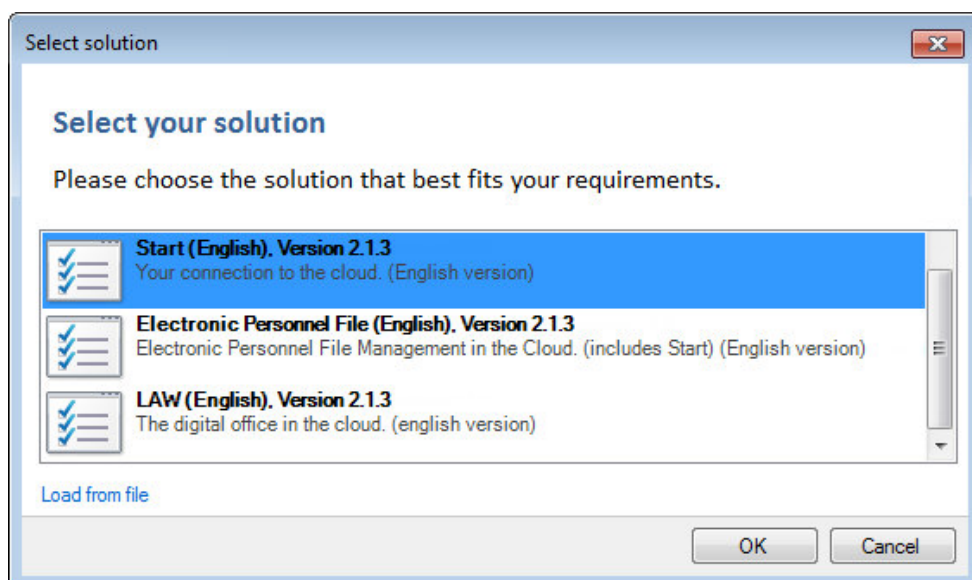 Select solution
Select your solution
Please choose the solution that best fits your requirements.
Start (English), Version 2.1.3
Your connection to the cloud. (English version)
Electronic Personnel File (English), Version 2.1.3
Electronic Personnel File Management in the Cloud. (includes Start) (English version)
LAW (English), Version 2.1.3
The digital office in the cloud. (english version)
Load from file
OK Cancel